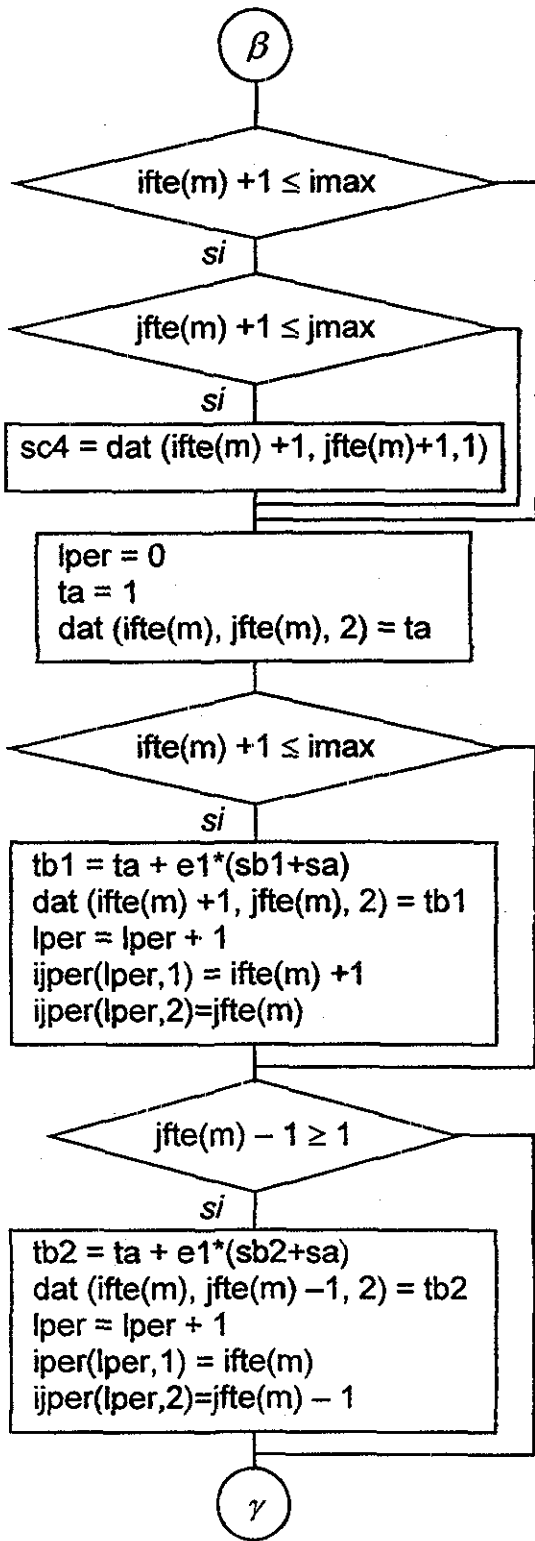 β
ifte(m) +1 ≤ imax
si
jfte(m) +1 ≤ jmax
si
sc4 = dat (ifte(m) +1, jfte(m)+1,1)
lper = 0
ta = 1
dat (ifte(m), jfte(m), 2) = ta
ifte(m) +1 ≤ imax
si
tb1 = ta + e1*(sb1+sa)
dat (ifte(m) +1, jfte(m), 2) = tb1
lper = lper + 1
ijper(lper,1) = ifte(m) +1
ijper(lper,2)=jfte(m)
jfte(m) – 1 ≥ 1
si
tb2 = ta + e1*(sb2+sa)
dat (ifte(m), jfte(m) –1, 2) = tb2
lper = lper + 1
iper(lper,1) = ifte(m)
ijper(lper,2)=jfte(m) – 1
γ